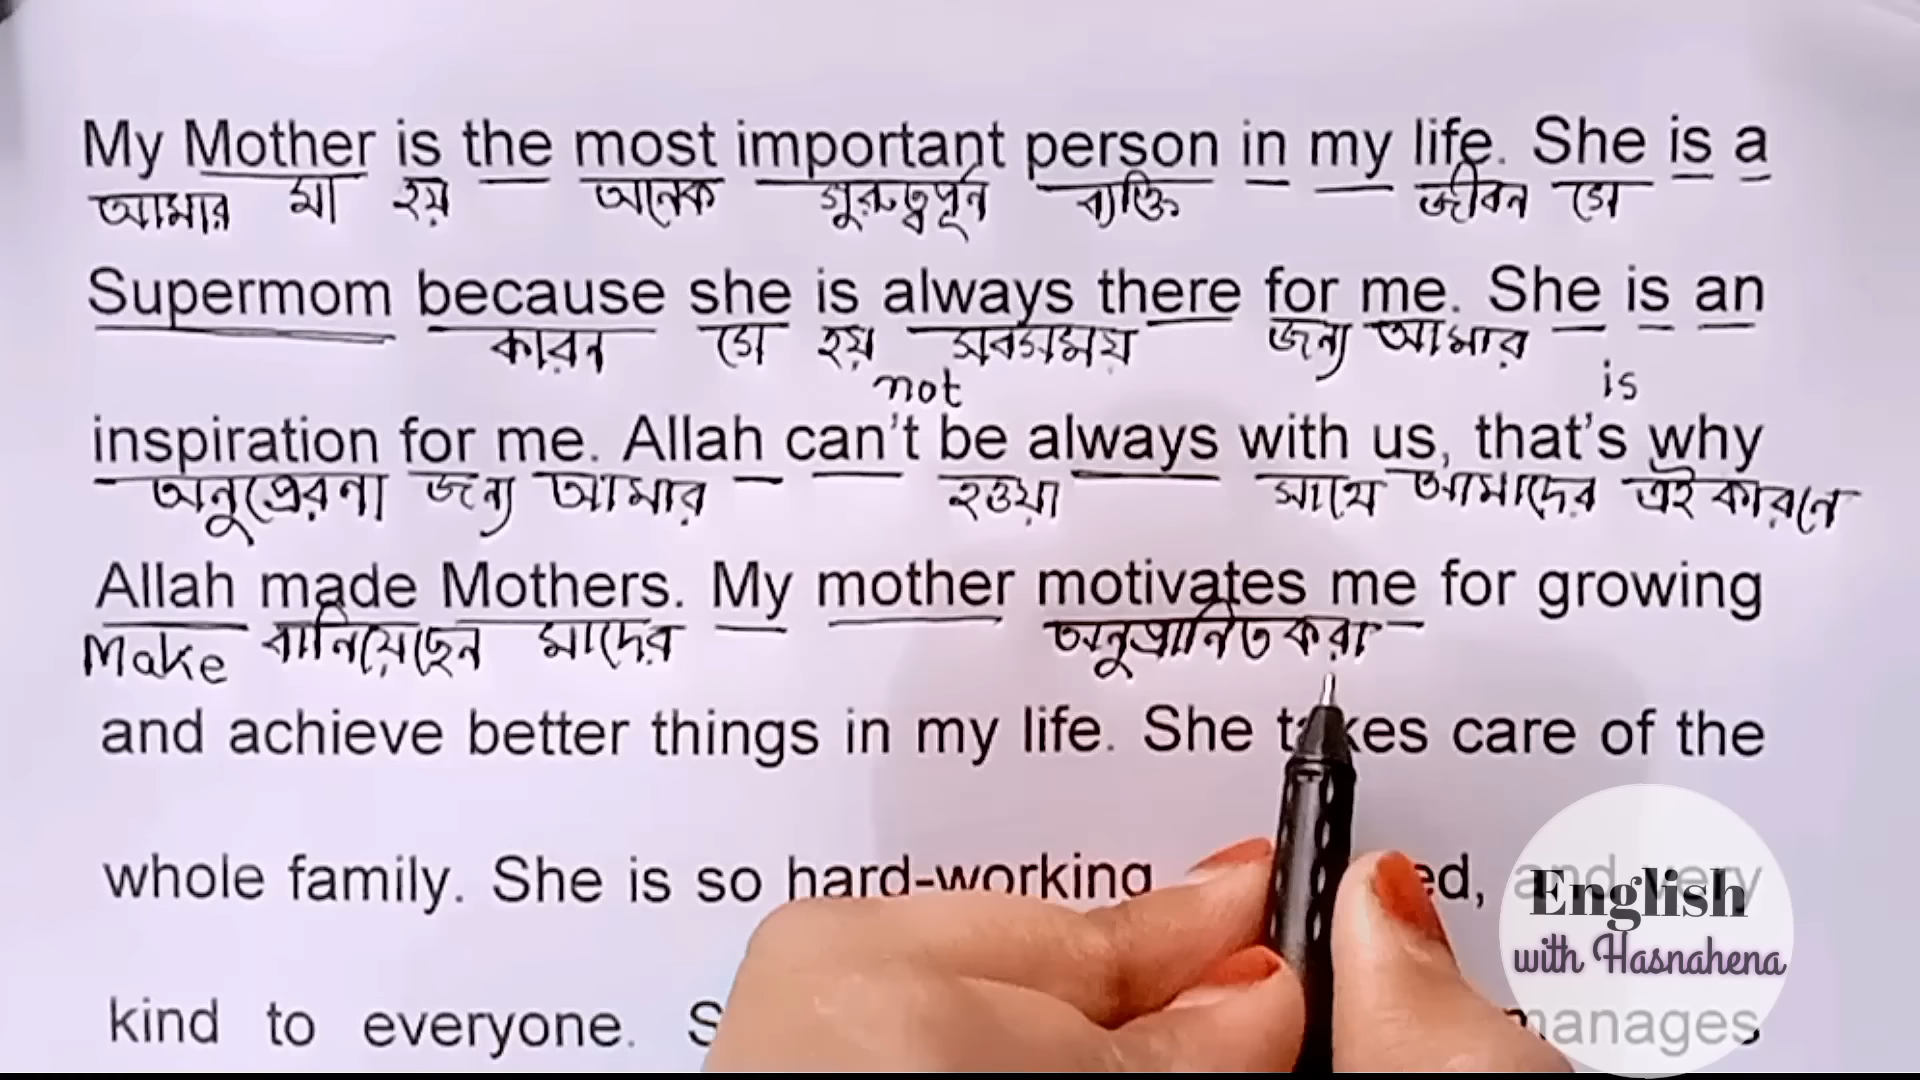 My Mother is the most important person in my life. She is a
আমার মা হয় অনেক গুরুত্বপূর্ন ব্যক্তি জীবন সে
Supermom because she is always there for me. She is an
কারন সে হয় সবসময় জন্য আমার
not is
inspiration for me. Allah can't be always with us, that's why
অনুপ্রেরনা জন্য আমার হওয়া সাথে আমাদের এই কারনে
Allah made Mothers. My mother motivates me for growing
Make বানিয়েছেন মাদের অনুপ্রানিত করা
and achieve better things in my life. She takes care of the
whole family. She is so hard-working and very
kind to everyone. manages
English
with Hasnahena